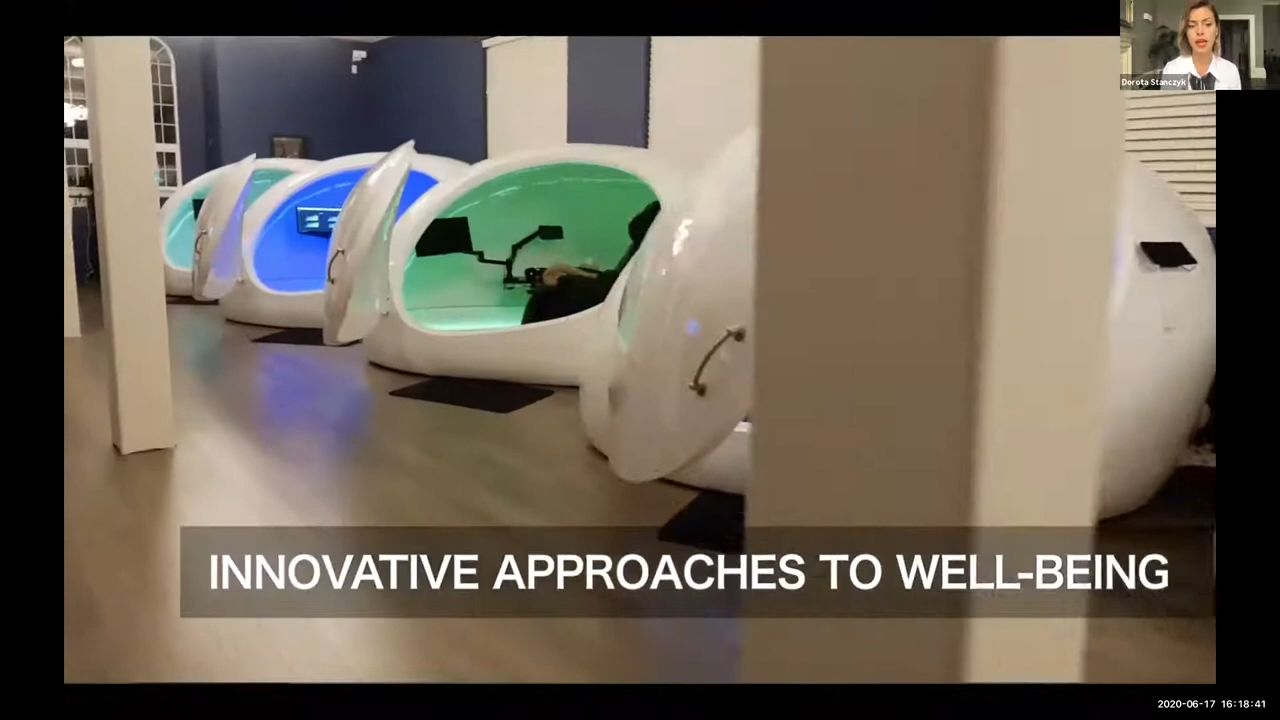 Dorota Stanczyk
INNOVATIVE APPROACHES TO WELL-BEING
2020-06-17 16:18:41